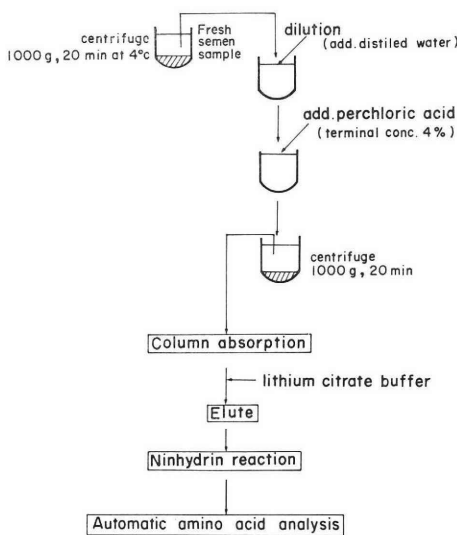 centrifuge
1000 g, 20 min at 4°c
Fresh
semen
sample
dilution
(add. distiled water)
add. perchloric acid
(terminal conc. 4%)
centrifuge
1000 g, 20 min
Column absorption
lithium citrate buffer
Elute
Ninhydrin reaction
Automatic amino acid analysis